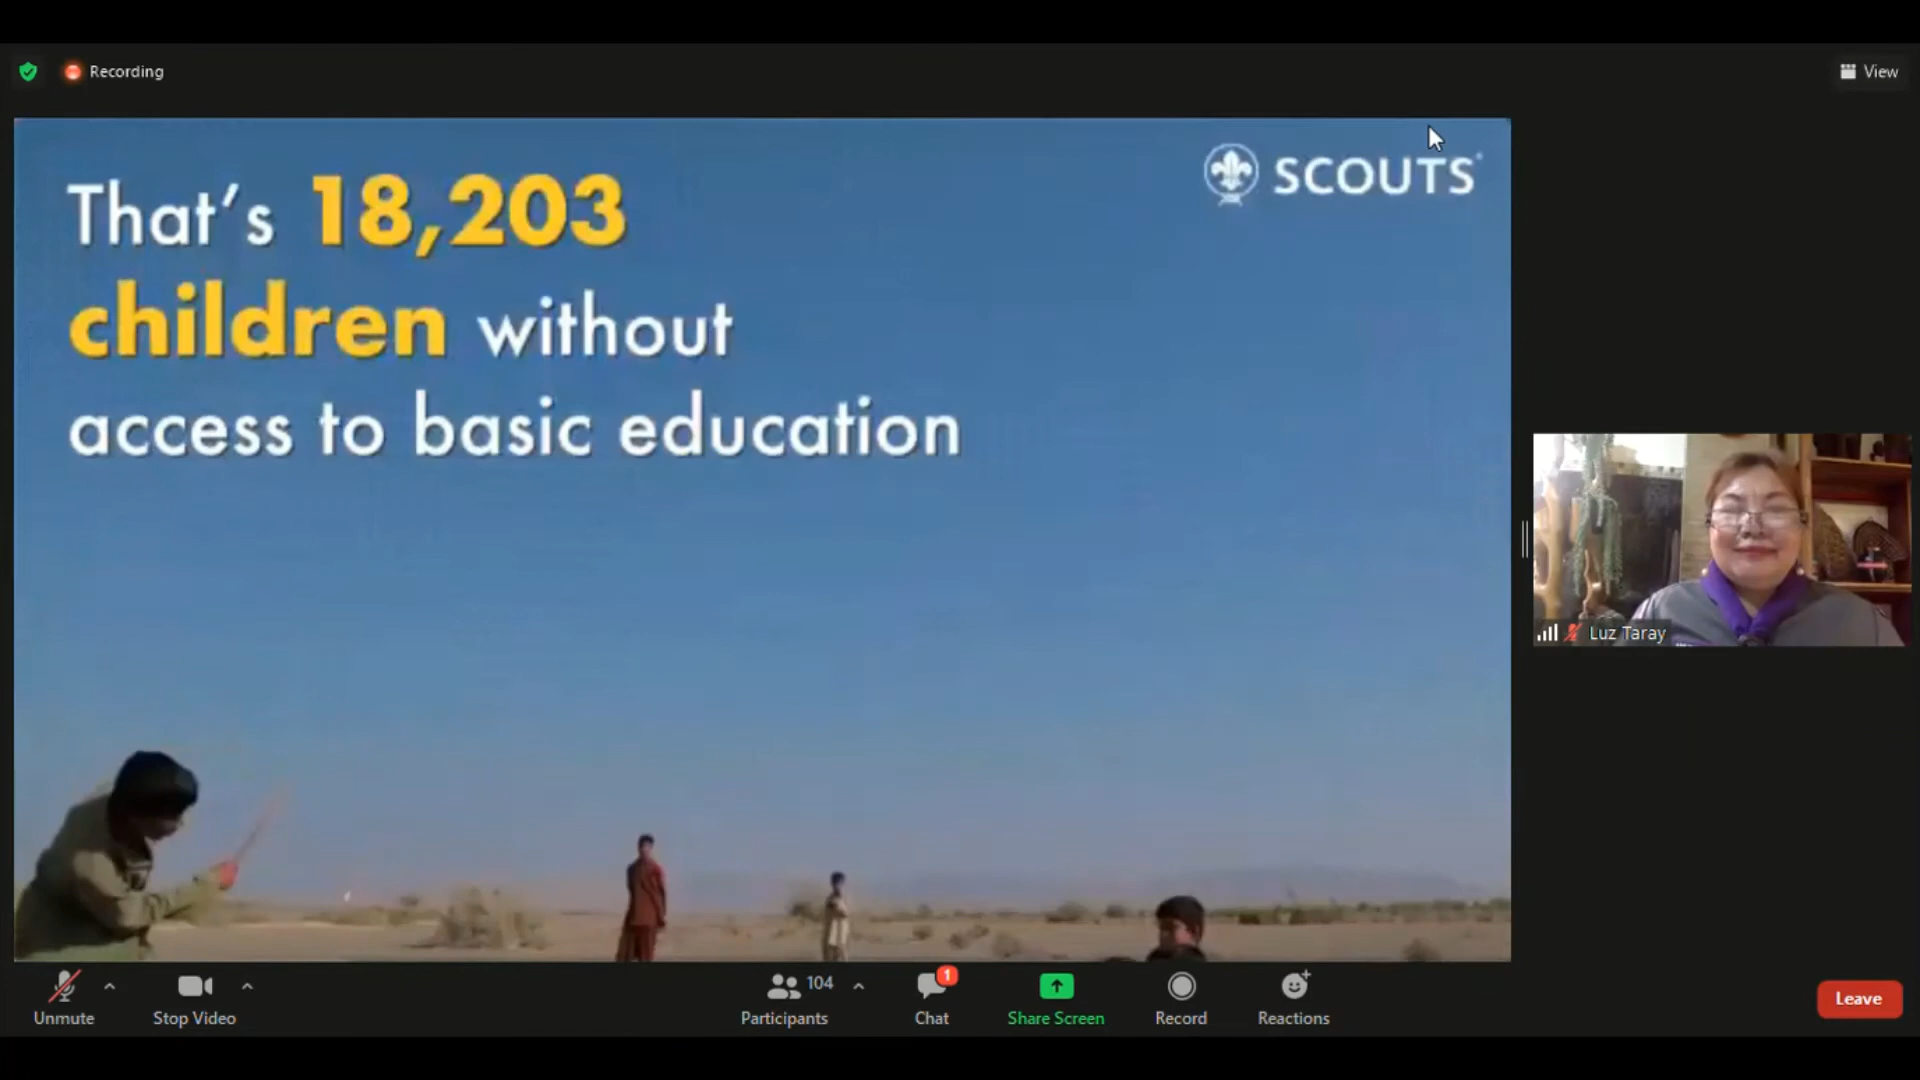 Recording
View
That's 18,203
children without
access to basic education
SCOUTS
Luz Taray
Unmute
Stop Video
104
Participants
1
Chat
Share Screen
Record
Reactions
Leave